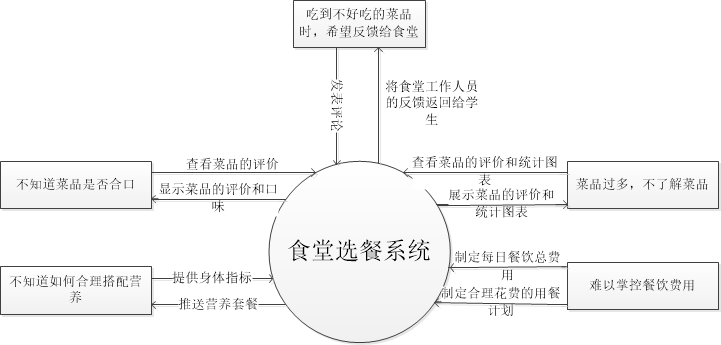 吃到不好吃的菜品
时，希望反馈给食堂
发表评论
将食堂工作人员
的反馈返回给学
生
查看菜品的评价
不知道菜品是否合口
显示菜品的评价和口
味
查看菜品的评价和统计图
表
菜品过多，不了解菜品
展示菜品的评价和
统计图表
食堂选餐系统
不知道如何合理搭配营
养
提供身体指标
推送营养套餐
制定每日餐饮总费
用
难以掌控餐饮费用
制定合理花费的用餐
计划